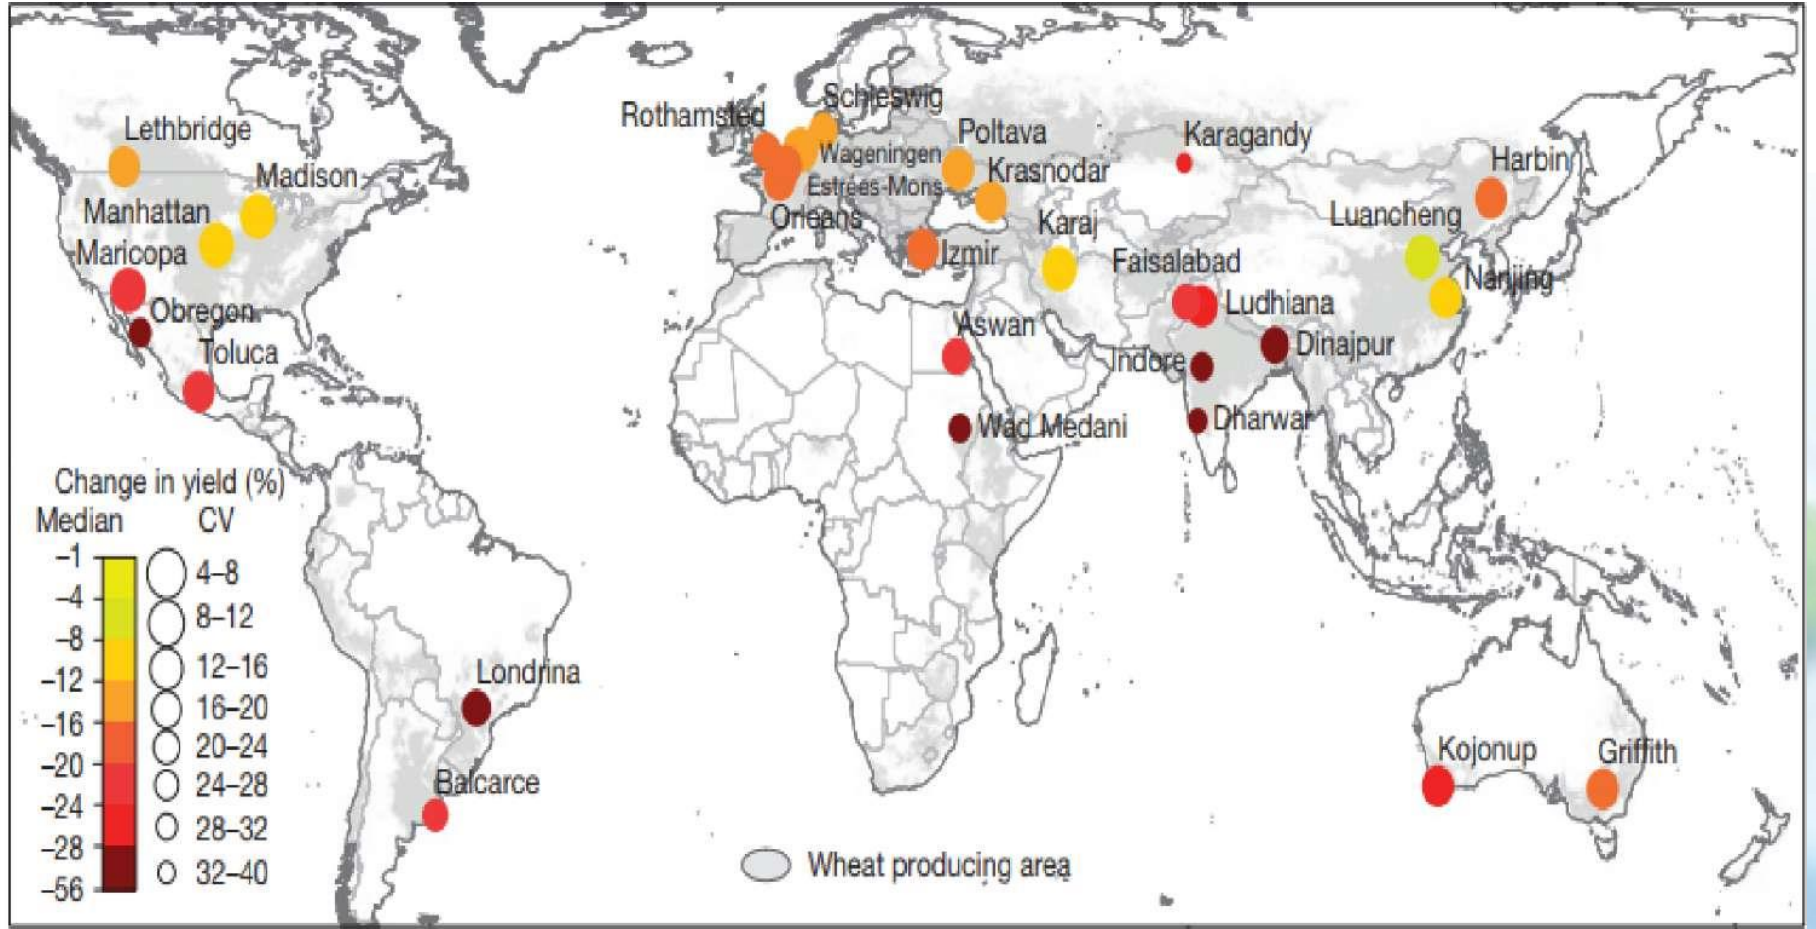 Schleswig
Rothamsted
Lethbridge
Poltava
Karagandy
Wageningen
Harbin
Madison
Krasnodar
Estrees-Mons
Manhattan
Orleans
Luancheng
Karaj
Maricopa
Izmir
Faisalabad
Nanjing
Obregon
Ludhiana
Aswan
Toluca
Dinajpur
Indore
Wad Medani
Dharwar
Change in yield (%)
Median CV
–1
4–8
–4
8–12
–8
12–16
–12
16–20
–16
20–24
–20
24–28
–24
28–32
–28
32–40
–56
Londrina
Balcarce
Kojonup
Griffith
Wheat producing area